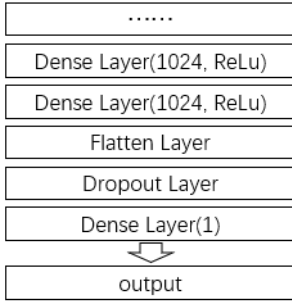 ……
Dense Layer(1024, ReLu)
Dense Layer(1024, ReLu)
Flatten Layer
Dropout Layer
Dense Layer(1)
output